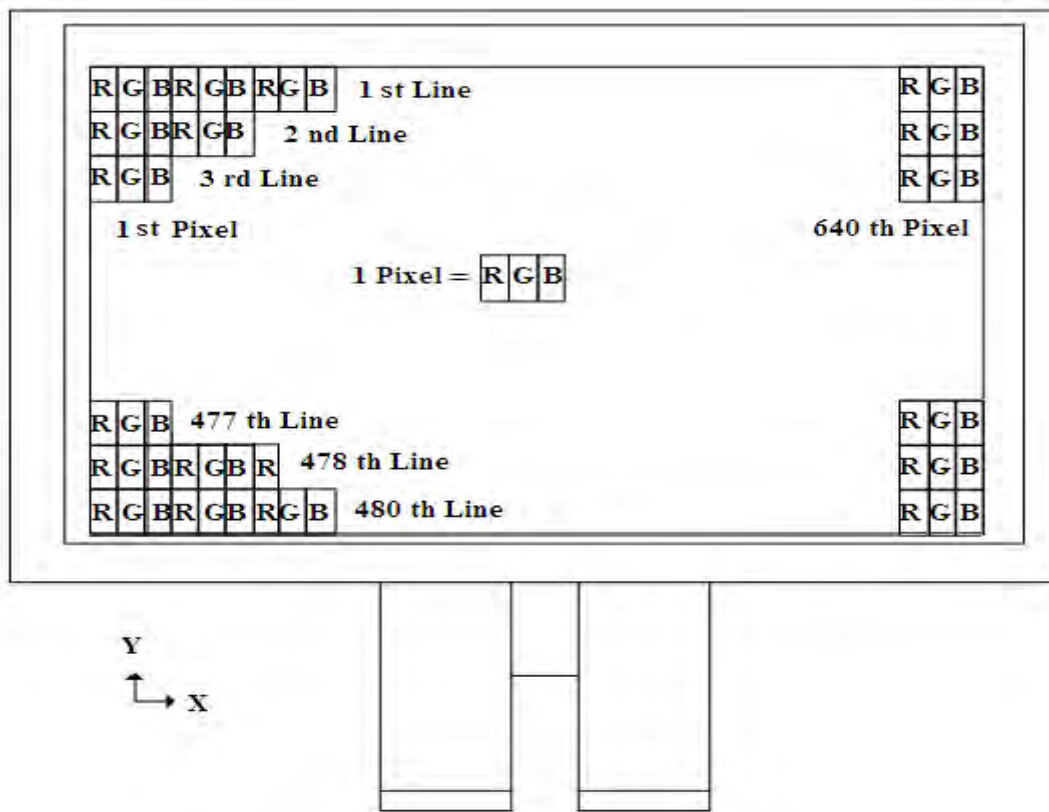 R G B R G B R G B 1 st Line R G B
R G B R G B 2 nd Line R G B
R G B 3 rd Line R G B
1 st Pixel 640 th Pixel
1 Pixel = R G B
R G B 477 th Line R G B
R G B R G B R 478 th Line R G B
R G B R G B R G B 480 th Line R G B
Y
X